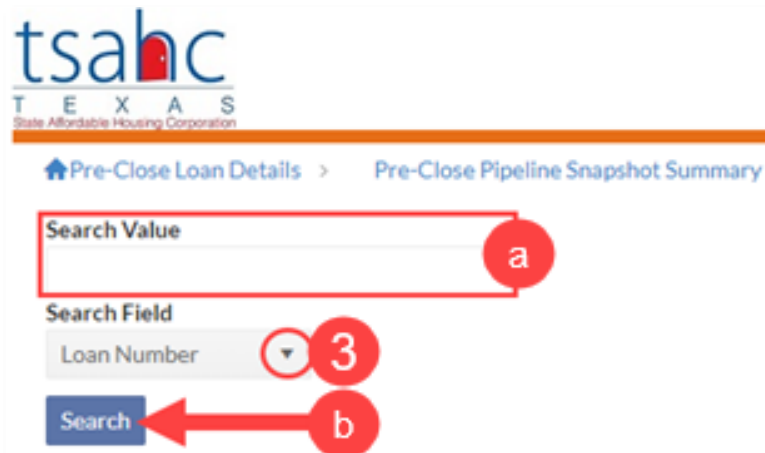 tsahc
TEXAS
State Affordable Housing Corporation
Pre-Close Loan Details > Pre-Close Pipeline Snapshot Summary
Search Value
a
Search Field
Loan Number 3
Search b